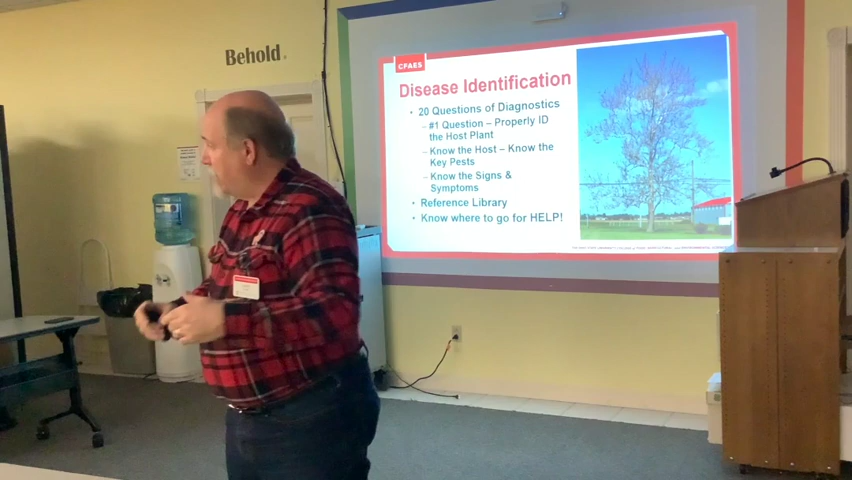 Behold.
CFAES
Disease Identification
• 20 Questions of Diagnostics
–#1 Question – Properly ID
the Host Plant
–Know the Host – Know the
Key Pests
–Know the Signs &
Symptoms
• Reference Library
• Know where to go for HELP!